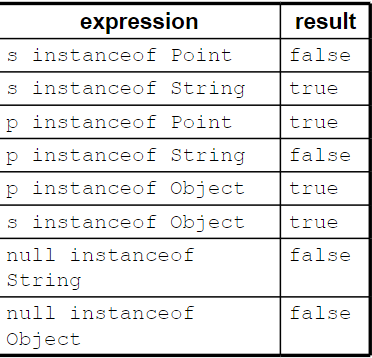 expression result
s instanceof Point false
s instanceof String true
p instanceof Point true
p instanceof String false
p instanceof Object true
s instanceof Object true
null instanceof false
String
null instanceof false
Object